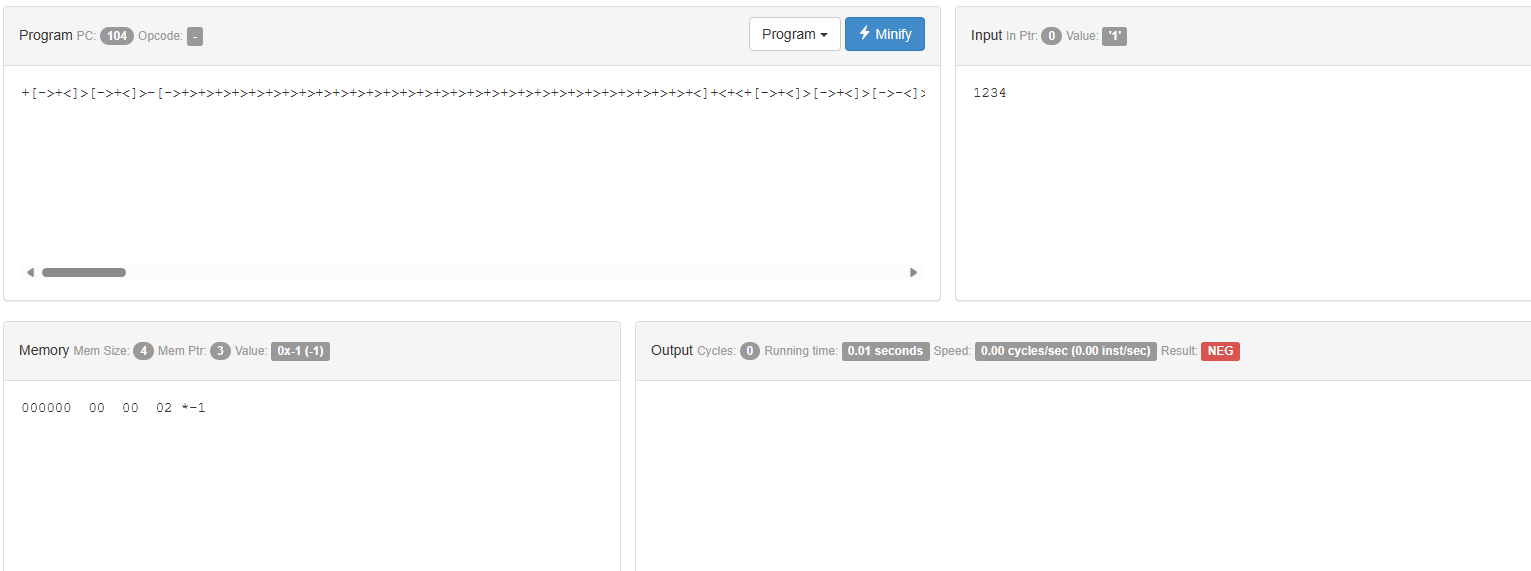 Program PC: 104 Opcode: -
Program
Minify
+[->+<]>[->+<]>-[->+>+>+>+>+>+>+>+>+>+>+>+>+>+>+>+>+>+>+>+>+>+>+>+>+>+>+>+>+>+>+<]+<+<+[->+<]>[->+<]>[->-<]>
Input In Ptr: 0 Value: '1'
1234
Memory Mem Size: 4 Mem Ptr: 3 Value: 0x-1 (-1)
000000 00 00 02 *-1
Output Cycles: 0 Running time: 0.01 seconds Speed: 0.00 cycles/sec (0.00 inst/sec) Result: NEG